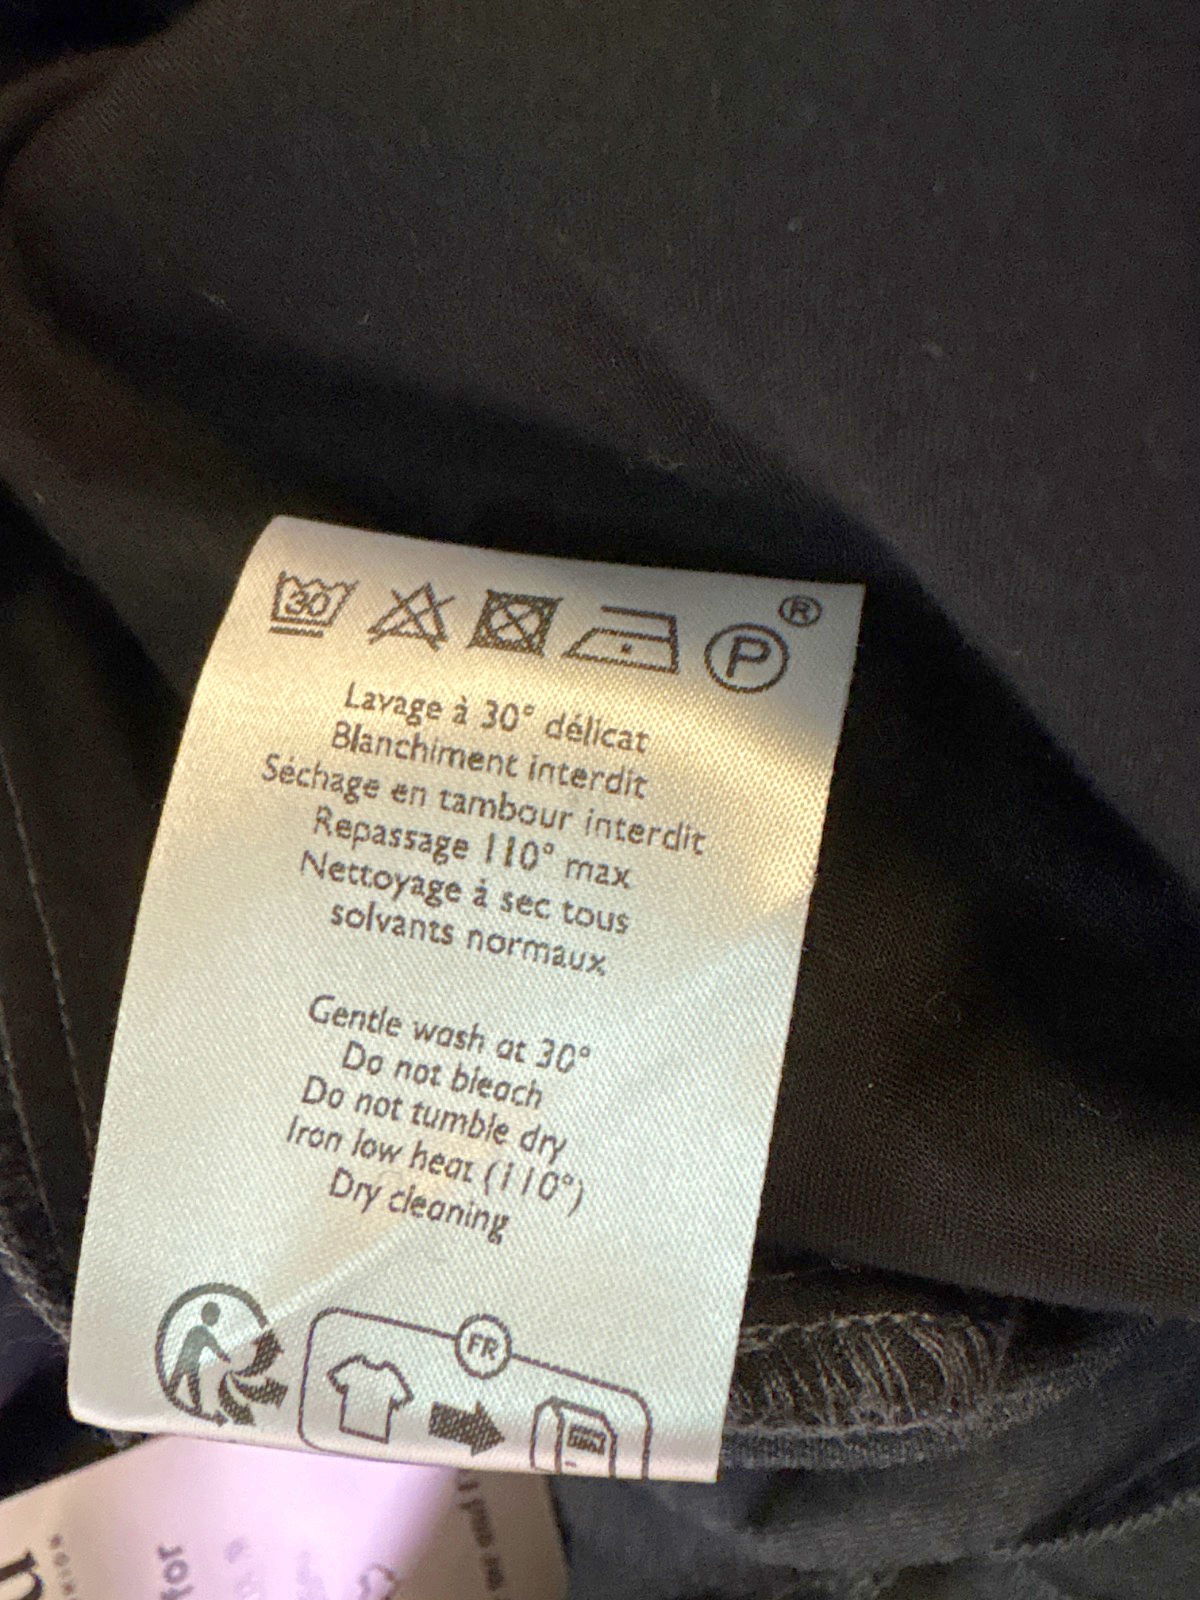 30 P ®
Lavage à 30° délicat
Blanchiment interdit
Séchage en tambour interdit
Repassage 110° max
Nettoyage à sec tous
solvants normaux
Gentle wash at 30°
Do not bleach
Do not tumble dry
Iron low heat (110°)
Dry cleaning
FR